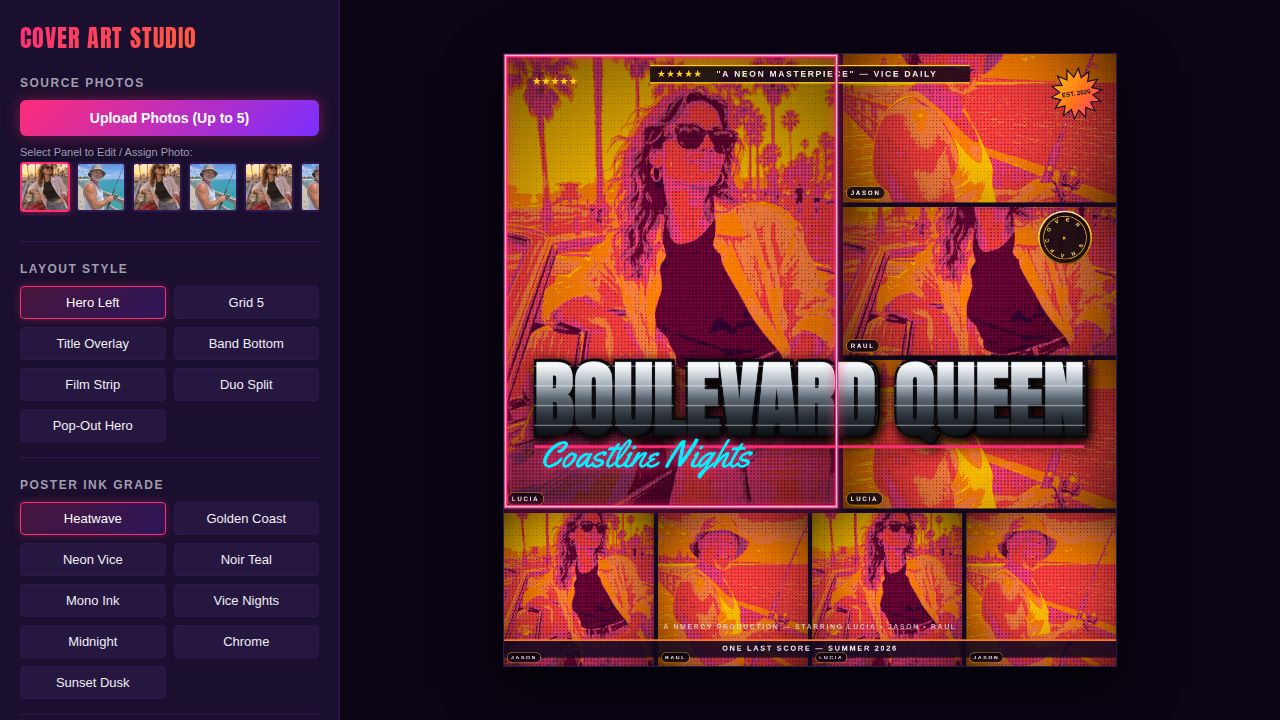 COVER ART STUDIO
SOURCE PHOTOS
Upload Photos (Up to 5)
Select Panel to Edit / Assign Photo:
LAYOUT STYLE
Hero Left
Grid 5
Title Overlay
Band Bottom
Film Strip
Duo Split
Pop-Out Hero
POSTER INK GRADE
Heatwave
Golden Coast
Neon Vice
Noir Teal
Mono Ink
Vice Nights
Midnight
Chrome
Sunset Dusk
★★★★★
★★★★★ "A NEON MASTERPIECE" — VICE DAILY
EST. 2026
JASON
RAUL
BOULEVARD QUEEN
Coastline Nights
LUCIA
LUCIA
A NMERCY PRODUCTION — STARRING LUCIA • JASON • RAUL
ONE LAST SCORE — SUMMER 2026
JASON
RAUL
LUCIA
JASON